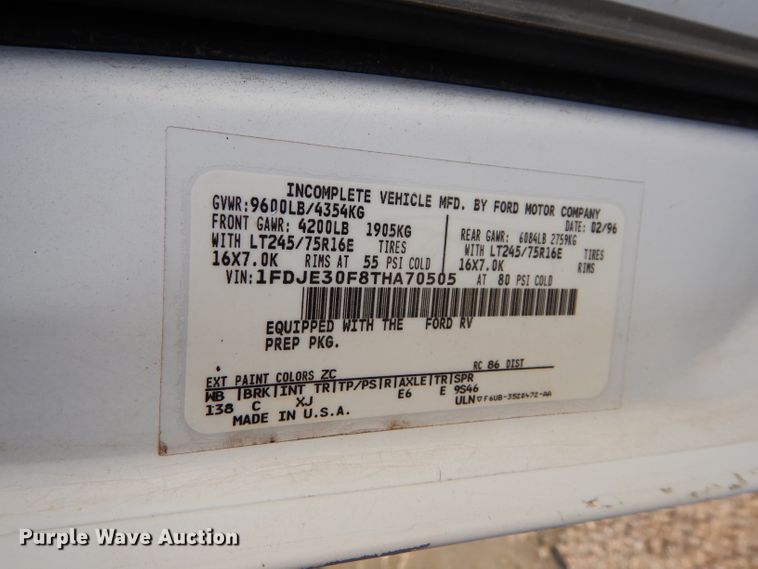 INCOMPLETE VEHICLE MFD. BY FORD MOTOR COMPANY
GVWR:9600LB/4354KG DATE: 02/96
FRONT GAWR: 4200LB 1905KG
WITH LT245/75R16E TIRES
16X7.0K RIMS AT 55 PSI COLD
REAR GAWR: 6084LB 2759KG
WITH LT245/75R16E TIRES
16X7.0K RIMS
AT 80 PSI COLD
VIN:1FDJE30F8THA70505
EQUIPPED WITH THE FORD RV
PREP PKG.
RC 86 DIST
EXT PAINT COLORS ZC
WB |BRK|INT TR|TP/PS|R|AXLE|TR|SPR
138 C XJ E6 E 9S46
MADE IN U.S.A.
ULN F6UB-3520472-AA
Purple Wave Auction